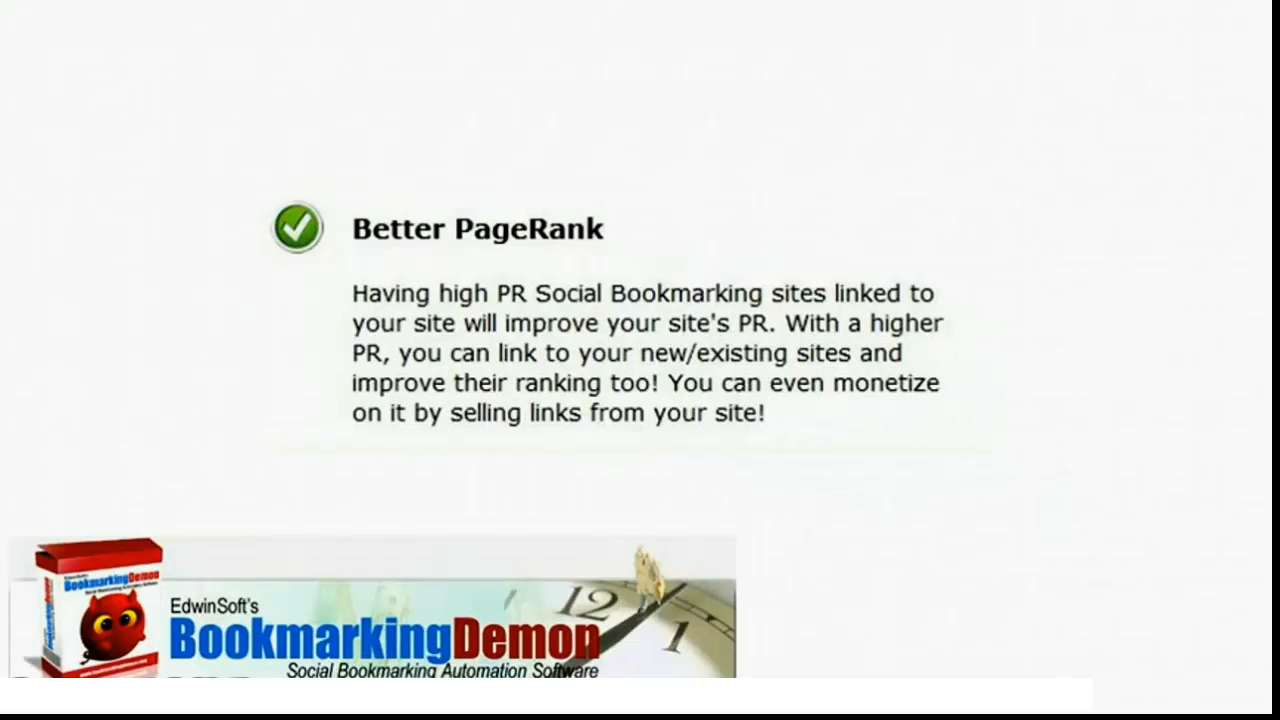 Better PageRank
Having high PR Social Bookmarking sites linked to
your site will improve your site's PR. With a higher
PR, you can link to your new/existing sites and
improve their ranking too! You can even monetize
on it by selling links from your site!
BookmarkingDemon
EdwinSoft's
BookmarkingDemon
Social Bookmarking Automation Software
12
1